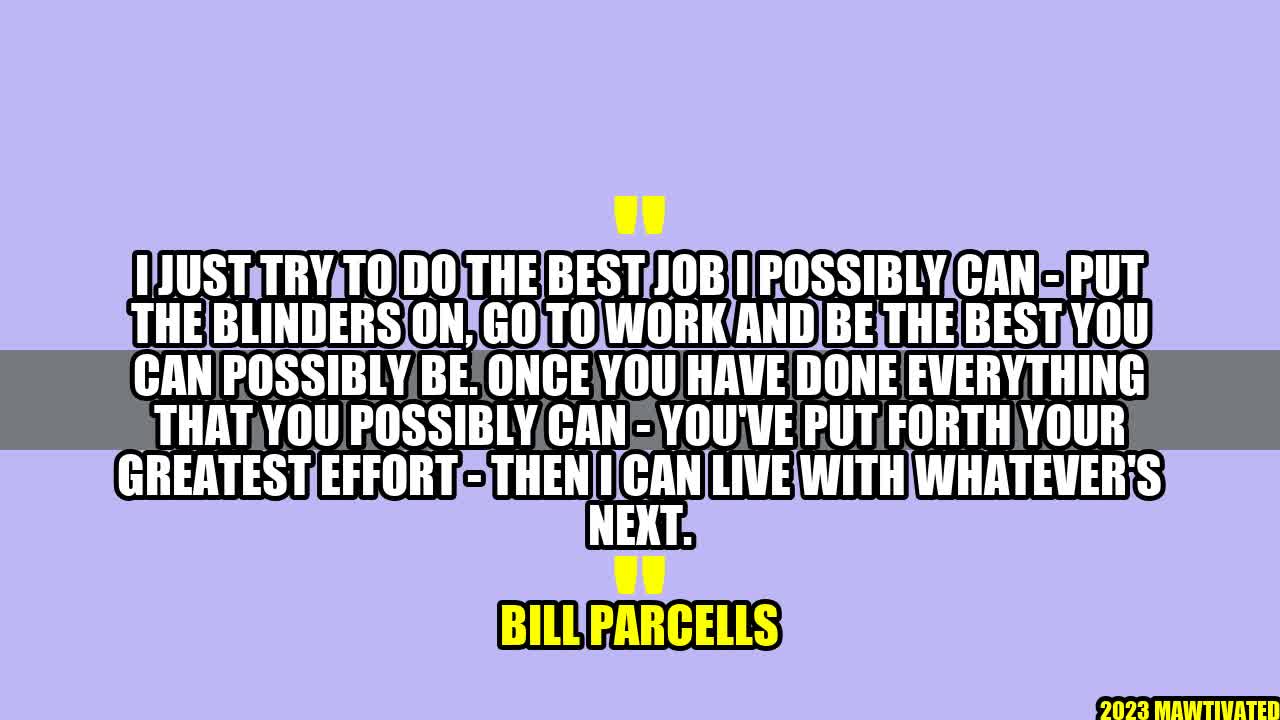 "
I JUST TRY TO DO THE BEST JOB I POSSIBLY CAN - PUT
THE BLINDERS ON, GO TO WORK AND BE THE BEST YOU
CAN POSSIBLY BE. ONCE YOU HAVE DONE EVERYTHING
THAT YOU POSSIBLY CAN - YOU'VE PUT FORTH YOUR
GREATEST EFFORT - THEN I CAN LIVE WITH WHATEVER'S
NEXT.
"
BILL PARCELLS
2023 MAWTIVATED